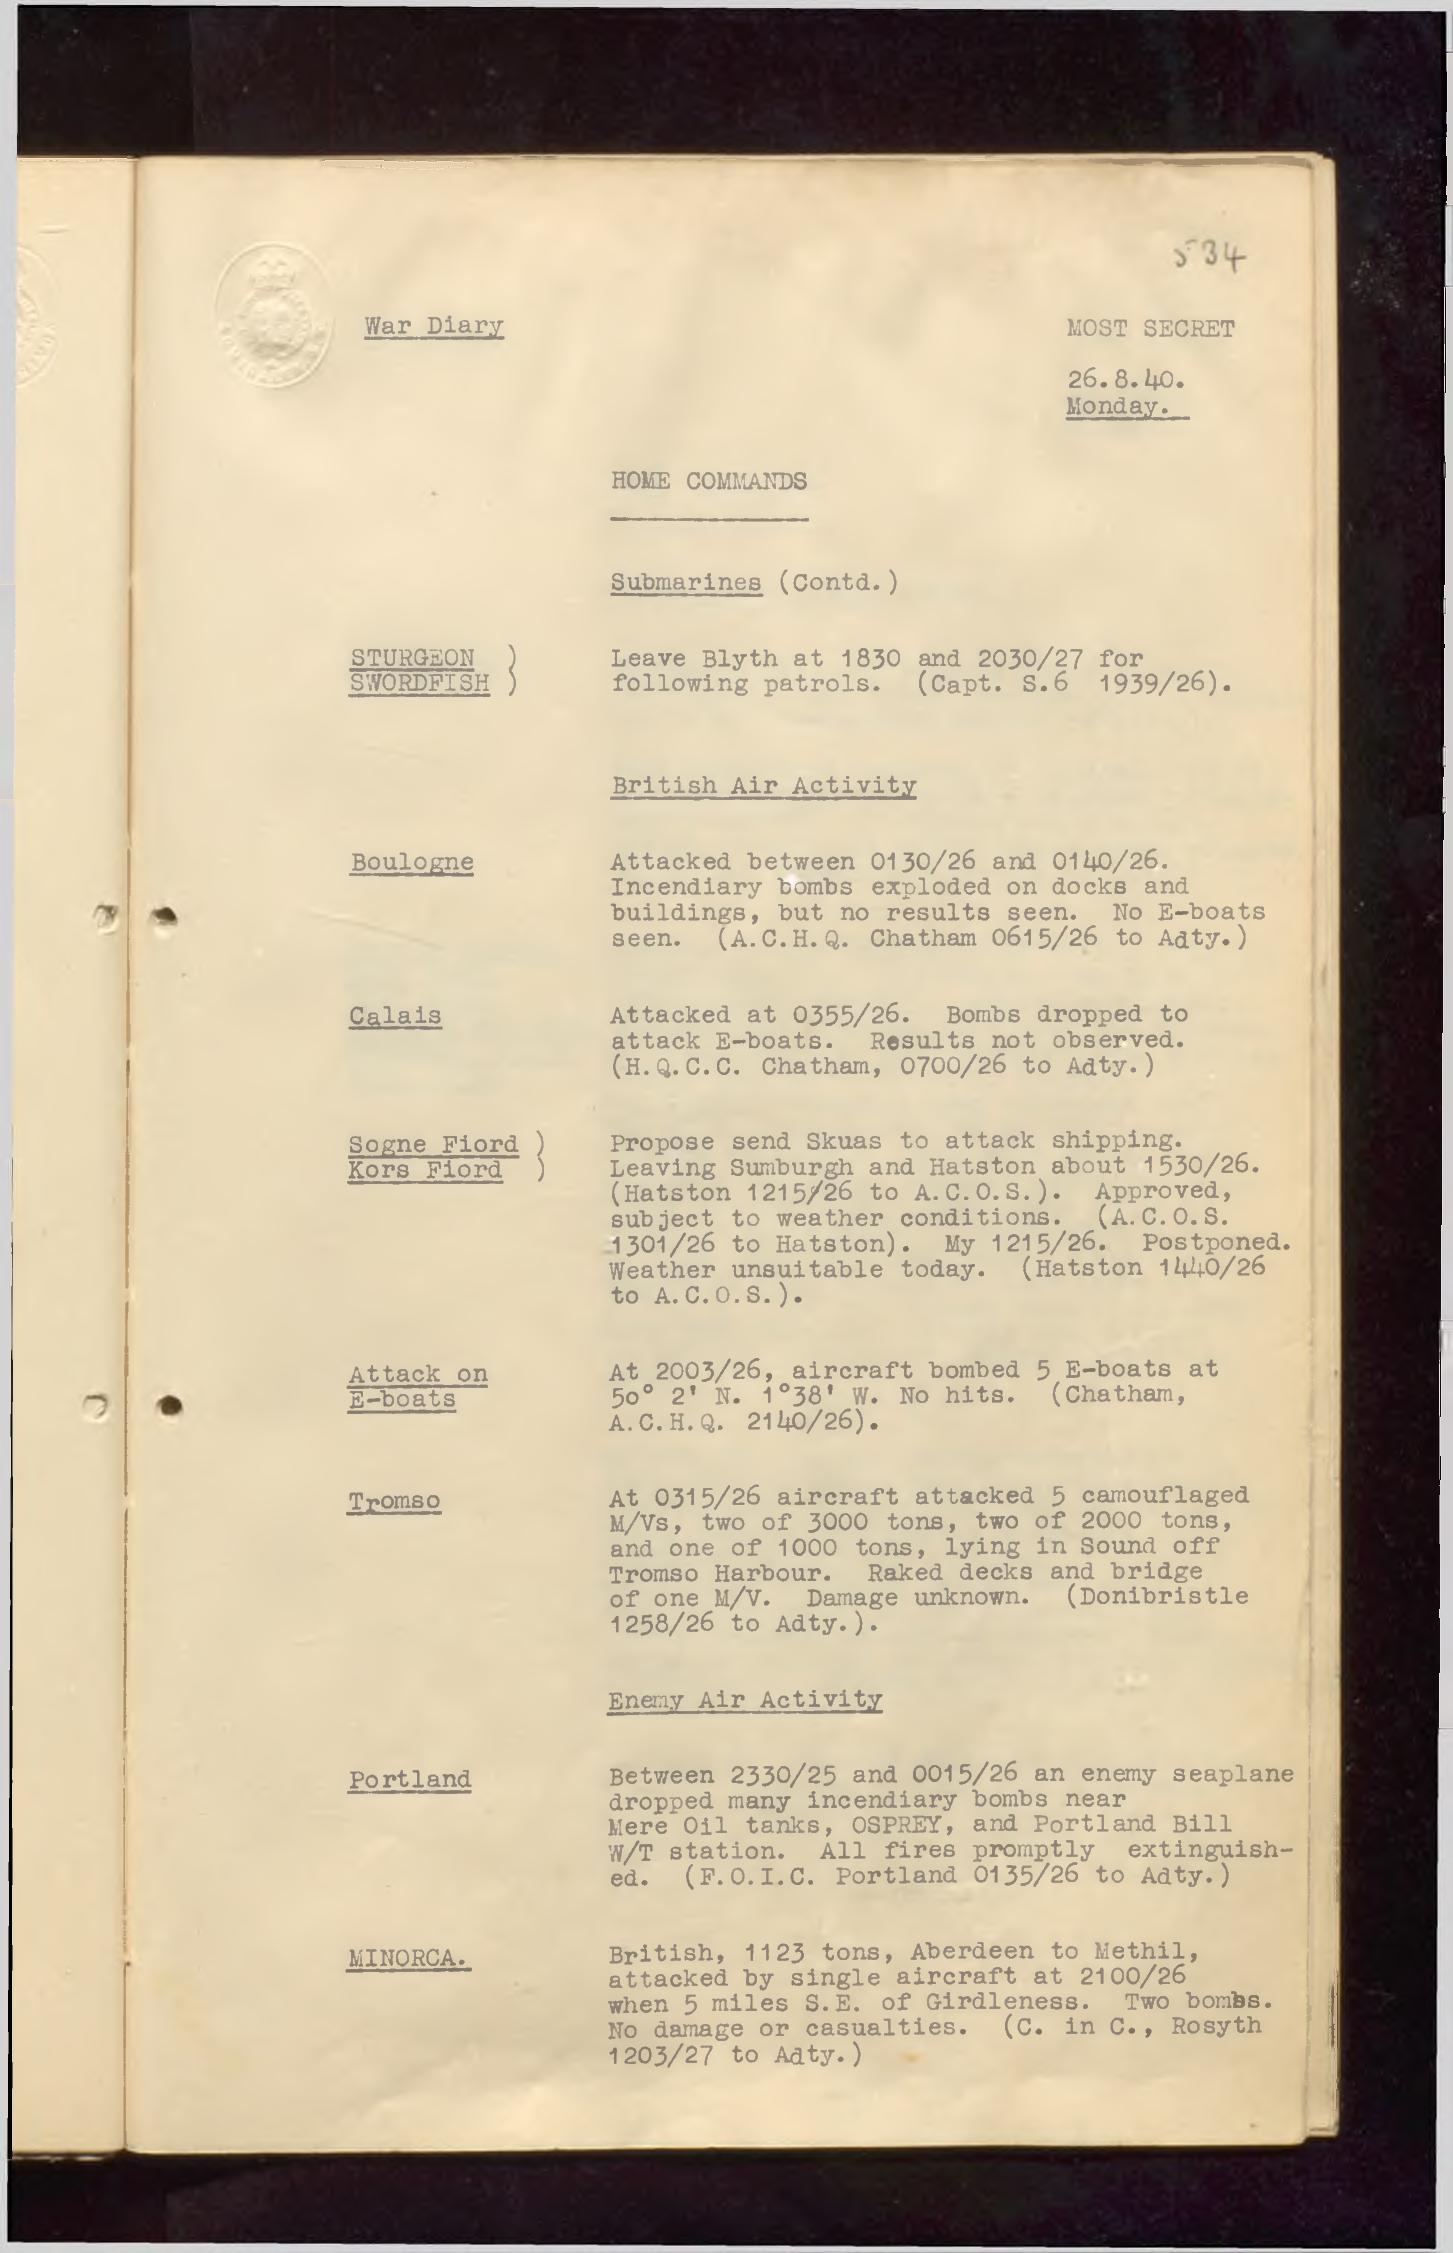 534
War Diary
MOST SECRET
26.8.40.
Monday.
HOME COMMANDS
Submarines (Contd.)
STURGEON )
SWORDFISH )
Leave Blyth at 1830 and 2030/27 for
following patrols. (Capt. S.6 1939/26).
British Air Activity
Boulogne
Attacked between 0130/26 and 0140/26.
Incendiary bombs exploded on docks and
buildings, but no results seen. No E-boats
seen. (A.C.H.Q. Chatham 0615/26 to Adty.)
Calais
Attacked at 0355/26. Bombs dropped to
attack E-boats. Results not observed.
(H.Q.C.C. Chatham, 0700/26 to Adty.)
Sogne Fiord )
Kors Fiord )
Propose send Skuas to attack shipping.
Leaving Sumburgh and Hatston about 1530/26.
(Hatston 1215/26 to A.C.O.S.). Approved,
subject to weather conditions. (A.C.O.S.
1301/26 to Hatston). My 1215/26. Postponed.
Weather unsuitable today. (Hatston 1440/26
to A.C.O.S.).
Attack on
E-boats
At 2003/26, aircraft bombed 5 E-boats at
50° 2' N. 1°38' W. No hits. (Chatham,
A.C.H.Q. 2140/26).
Tromso
At 0315/26 aircraft attacked 5 camouflaged
M/Vs, two of 3000 tons, two of 2000 tons,
and one of 1000 tons, lying in Sound off
Tromso Harbour. Raked decks and bridge
of one M/V. Damage unknown. (Donibristle
1258/26 to Adty.).
Enemy Air Activity
Portland
Between 2330/25 and 0015/26 an enemy seaplane
dropped many incendiary bombs near
Mere Oil tanks, OSPREY, and Portland Bill
W/T station. All fires promptly extinguish-
ed. (F.O.I.C. Portland 0135/26 to Adty.)
MINORCA.
British, 1123 tons, Aberdeen to Methil,
attacked by single aircraft at 2100/26
when 5 miles S.E. of Girdleness. Two bombs.
No damage or casualties. (C. in C., Rosyth
1203/27 to Adty.)